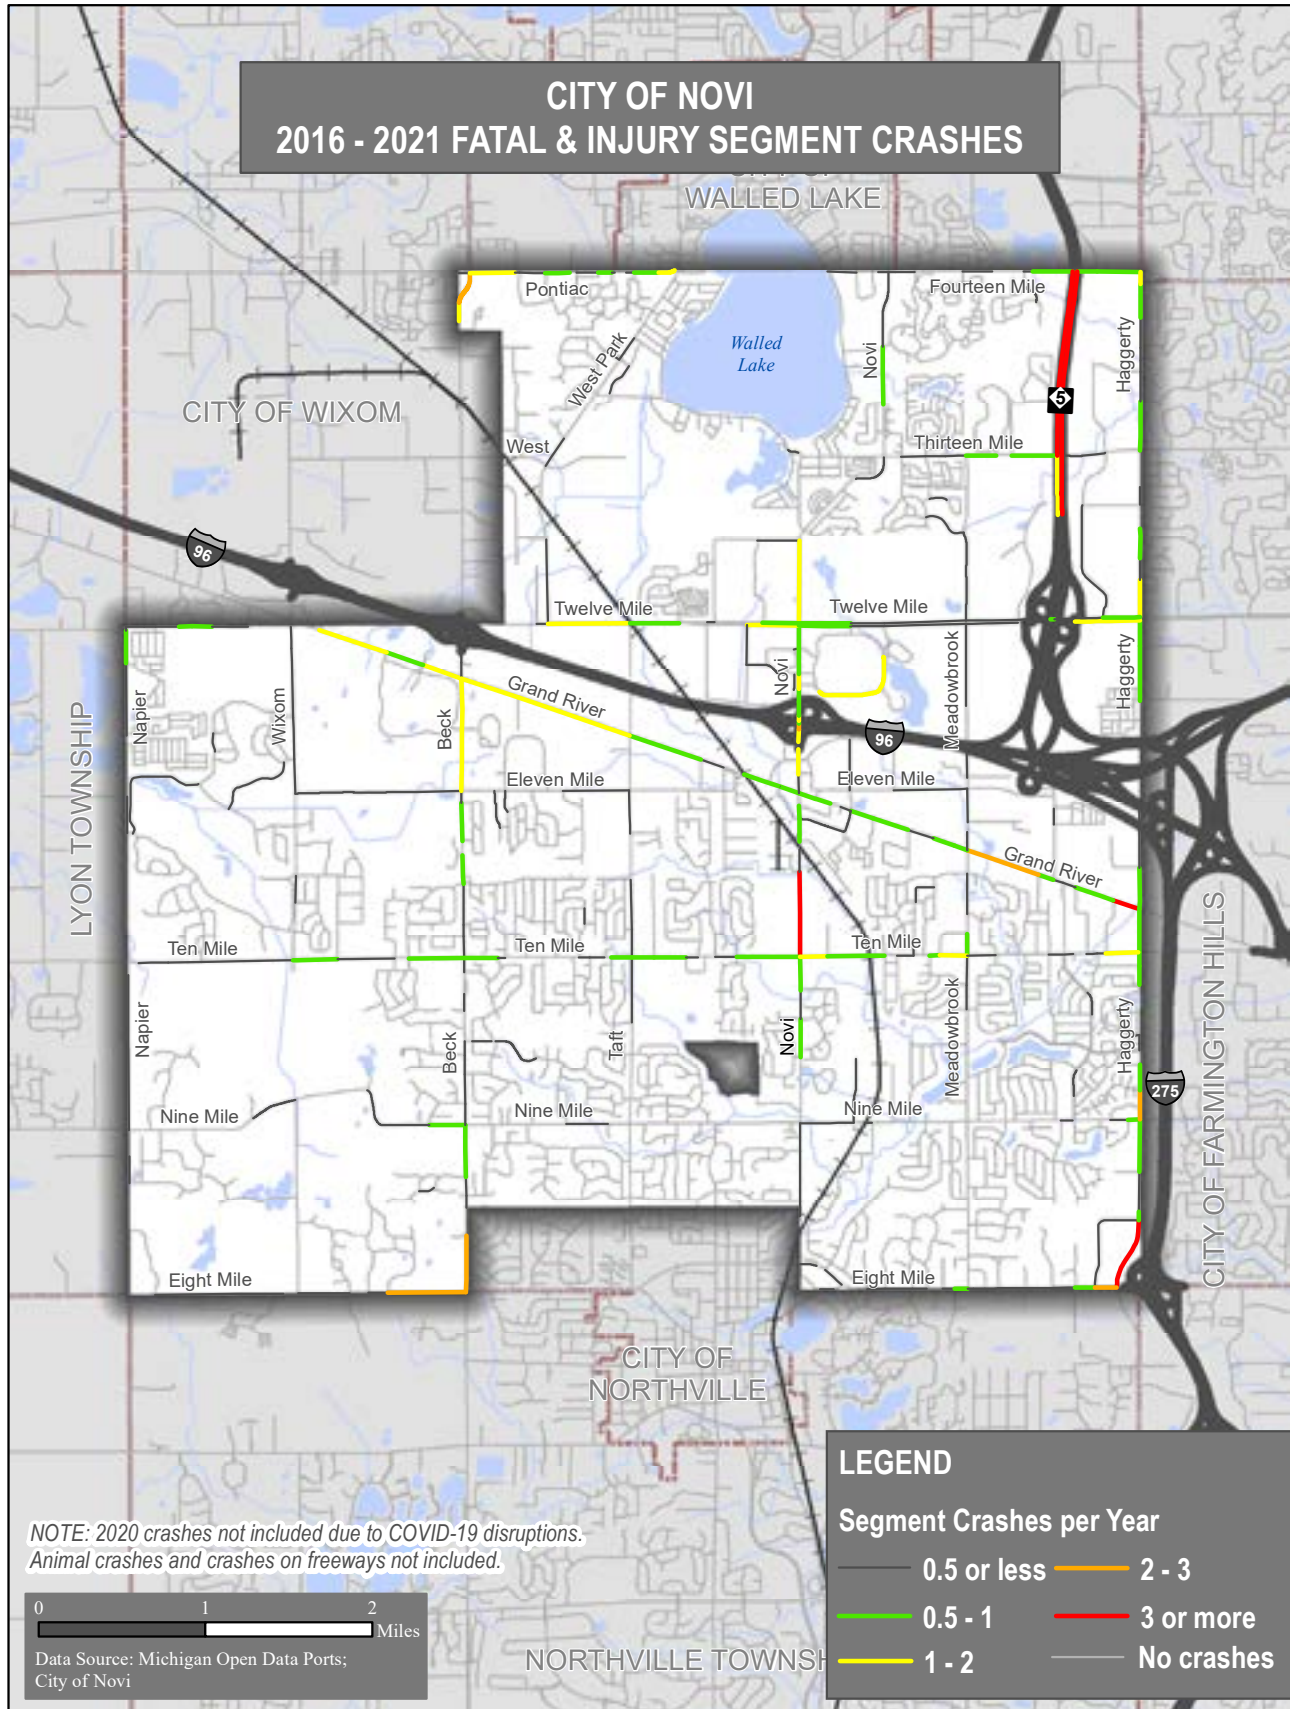 CITY OF NOVI
2016 - 2021 FATAL & INJURY SEGMENT CRASHES
WALLED LAKE
Pontiac
Fourteen Mile
Walled
Lake
Novi
Haggerty
West Park
5
CITY OF WIXOM
West
Thirteen Mile
96
Twelve Mile
Twelve Mile
Meadowbrook
Haggerty
Novi
LYON TOWNSHIP
Napier
Wixom
Beck
Grand River
96
Eleven Mile
Eleven Mile
Grand River
CITY OF FARMINGTON HILLS
Ten Mile
Ten Mile
Ten Mile
Napier
Beck
Taft
Novi
Meadowbrook
Haggerty
275
Nine Mile
Nine Mile
Nine Mile
Eight Mile
Eight Mile
CITY OF
NORTHVILLE
NORTHVILLE TOWNSH
NOTE: 2020 crashes not included due to COVID-19 disruptions.
Animal crashes and crashes on freeways not included.
0 1 2
Miles
Data Source: Michigan Open Data Ports;
City of Novi
LEGEND
Segment Crashes per Year
0.5 or less
2 - 3
0.5 - 1
3 or more
1 - 2
No crashes